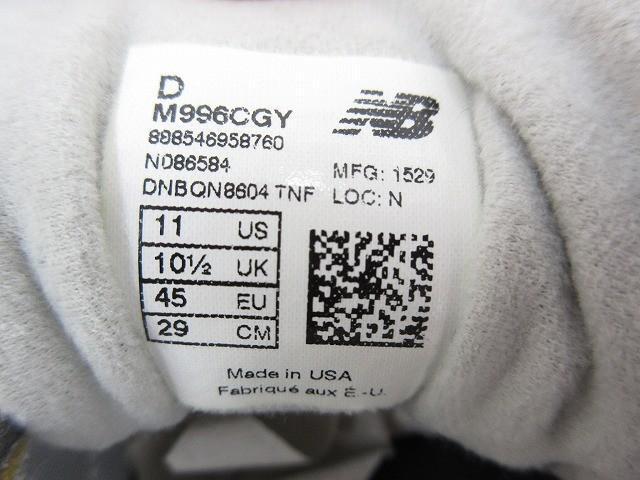 D
M996CGY
888546958760
N086584
DNBQN8604 TNF
NB
MFG: 1529
LOC: N
11 US
10½ UK
45 EU
29 CM
Made in USA
Fabriqué aux É.-U.